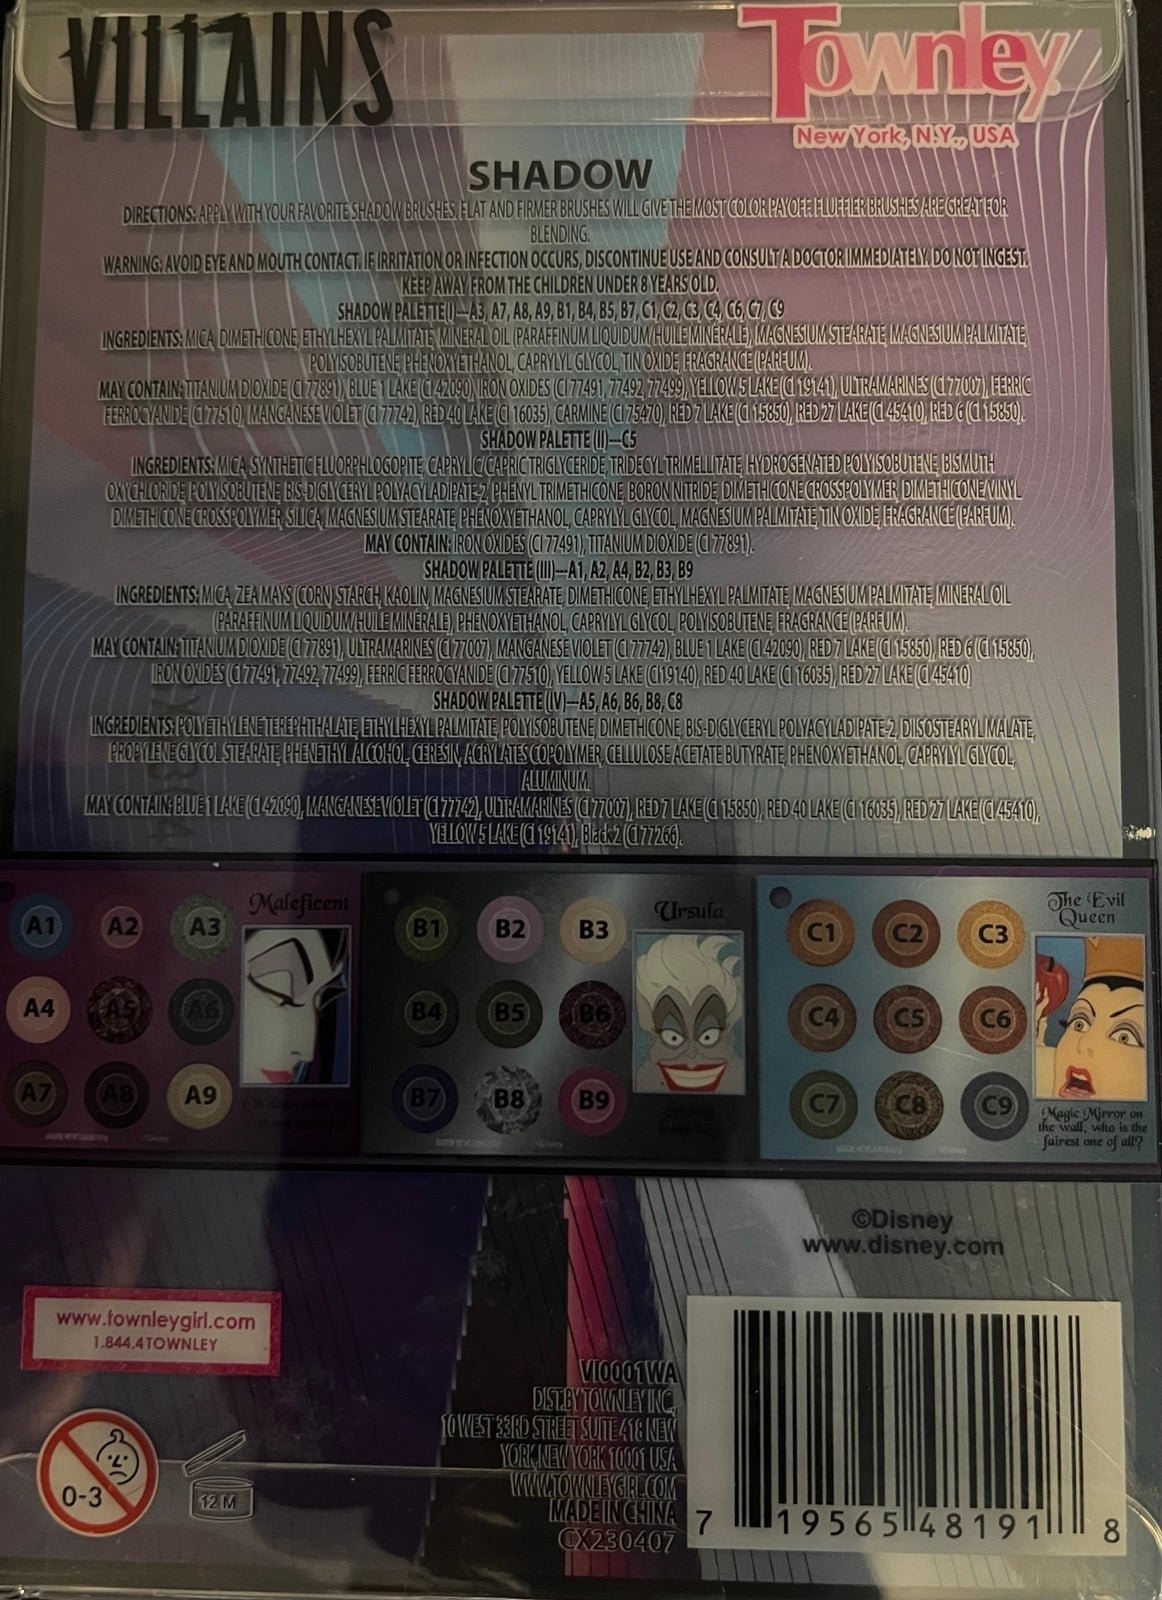 VILLAINS
Townley
New York, N.Y., USA
SHADOW
DIRECTIONS: APPLY WITH YOUR FAVORITE SHADOW BRUSHES, FLAT AND FIRMER BRUSHES WILL GIVE THE MOST COLOR PAYOFF. FLUFFIER BRUSHES ARE GREAT FOR
BLENDING.
WARNING: AVOID EYE AND MOUTH CONTACT. IF IRRITATION OR INFECTION OCCURS, DISCONTINUE USE AND CONSULT A DOCTOR IMMEDIATELY. DO NOT INGEST.
KEEP AWAY FROM THE CHILDREN UNDER 8 YEARS OLD.
SHADOW PALETTE(I)—A3, A7, A8, A9, B1, B4, B5, B7, C1, C2, C3, C4, C6, C7, C9
INGREDIENTS: MICA, DIMETHICONE, ETHYLHEXYL PALMITATE, MINERAL OIL (PARAFFINUM LIQUIDUM/HUILE MINÉRALE), MAGNESIUM STEARATE, MAGNESIUM PALMITATE,
POLYISOBUTENE, PHENOXYETHANOL, CAPRYLYL GLYCOL, TIN OXIDE, FRAGRANCE (PARFUM).
MAY CONTAIN: TITANIUM DIOXIDE (CI 77891), BLUE 1 LAKE (CI 42090), IRON OXIDES (CI 77491, 77492, 77499), YELLOW 5 LAKE (CI 19141), ULTRAMARINES (CI 77007), FERRIC
FERROCYANIDE (CI 77510), MANGANESE VIOLET (CI 77742), RED 40 LAKE (CI 16035), CARMINE (CI 75470), RED 7 LAKE (CI 15850), RED 27 LAKE (CI 45410), RED 6 (CI 15850).
SHADOW PALETTE (II)—C5
INGREDIENTS: MICA, SYNTHETIC FLUORPHLOGOPITE, CAPRYLIC/CAPRIC TRIGLYCERIDE, TRIDECYL TRIMELLITATE, HYDROGENATED POLYISOBUTENE, BISMUTH
OXYCHLORIDE, POLYISOBUTENE, BIS-DIGLYCERYL POLYACYLADIPATE-2, PHENYL TRIMETHICONE, BORON NITRIDE, DIMETHICONE CROSSPOLYMER, DIMETHICONE/VINYL
DIMETHICONE CROSSPOLYMER, SILICA, MAGNESIUM STEARATE, PHENOXYETHANOL, CAPRYLYL GLYCOL, MAGNESIUM PALMITATE, TIN OXIDE, FRAGRANCE (PARFUM).
MAY CONTAIN: IRON OXIDES (CI 77491), TITANIUM DIOXIDE (CI 77891).
SHADOW PALETTE (III)—A1, A2, A4, B2, B3, B9
INGREDIENTS: MICA, ZEA MAYS (CORN) STARCH, KAOLIN, MAGNESIUM STEARATE, DIMETHICONE, ETHYLHEXYL PALMITATE, MAGNESIUM PALMITATE, MINERAL OIL
(PARAFFINUM LIQUIDUM/HUILE MINÉRALE), PHENOXYETHANOL, CAPRYLYL GLYCOL, POLYISOBUTENE, FRAGRANCE (PARFUM).
MAY CONTAIN: TITANIUM DIOXIDE (CI 77891), ULTRAMARINES (CI 77007), MANGANESE VIOLET (CI 77742), BLUE 1 LAKE (CI 42090), RED 7 LAKE (CI 15850), RED 6 (CI 15850),
IRON OXIDES (CI 77491, 77492, 77499), FERRIC FERROCYANIDE (CI 77510), YELLOW 5 LAKE (CI19140), RED 40 LAKE (CI 16035), RED 27 LAKE (CI 45410)
SHADOW PALETTE (IV)—A5, A6, B6, B8, C8
INGREDIENTS: POLYETHYLENE TEREPHTHALATE, ETHYLHEXYL PALMITATE, POLYISOBUTENE, DIMETHICONE, BIS-DIGLYCERYL POLYACYLADIPATE-2, DIISOSTEARYL MALATE,
PROPYLENE GLYCOL STEARATE, PHENETHYL ALCOHOL, CERESIN, ACRYLATES COPOLYMER, CELLULOSE ACETATE BUTYRATE, PHENOXYETHANOL, CAPRYLYL GLYCOL,
ALUMINUM.
MAY CONTAIN: BLUE 1 LAKE (CI 42090), MANGANESE VIOLET (CI 77742), ULTRAMARINES (CI 77007), RED 7 LAKE (CI 15850), RED 40 LAKE (CI 16035), RED 27 LAKE (CI 45410),
YELLOW 5 LAKE (CI 19141), Black 2 (CI 77266).
Maleficent
A1 A2 A3
A4 A5 A6
A7 A8 A9
Ursula
B1 B2 B3
B4 B5 B6
B7 B8 B9
The Evil
Queen
C1 C2 C3
C4 C5 C6
C7 C8 C9
Magic Mirror on
the wall, who is the
fairest one of all?
©Disney
www.disney.com
www.townleygirl.com
1.844.4TOWNLEY
0-3
12 M
VI0001WA
DIST.BY TOWNLEY INC,
10 WEST 33RD STREET SUITE 418 NEW
YORK, NEW YORK 10001 USA
WWW.TOWNLEYGIRL.COM
MADE IN CHINA
CX230407
7 19565 48191 8